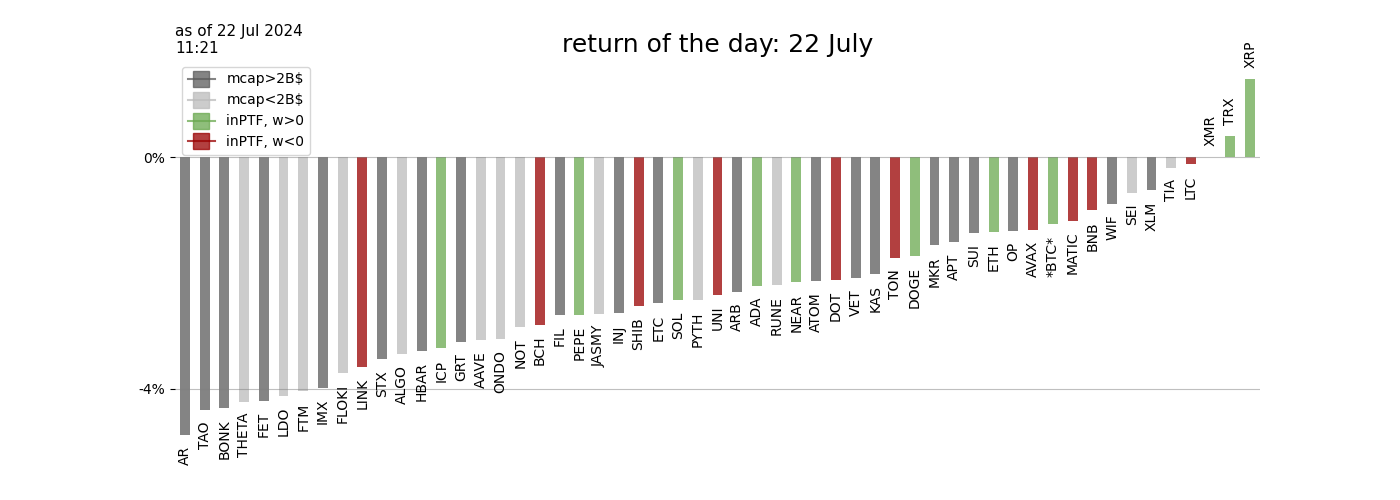 as of 22 Jul 2024
11:21
return of the day: 22 July
mcap>2B$
mcap<2B$
inPTF, w>0
inPTF, w<0
0%
-4%
AR
TAO
BONK
THETA
FET
LDO
FTM
IMX
FLOKI
LINK
STX
ALGO
HBAR
ICP
GRT
AAVE
ONDO
NOT
BCH
FIL
PEPE
JASMY
INJ
SHIB
ETC
SOL
PYTH
UNI
ARB
ADA
RUNE
NEAR
ATOM
DOT
VET
KAS
TON
DOGE
MKR
APT
SUI
ETH
OP
AVAX
*BTC*
MATIC
BNB
WIF
SEI
XLM
TIA
LTC
XMR
TRX
XRP